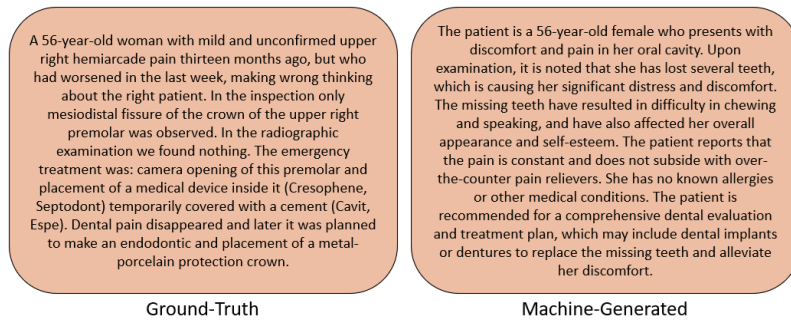 A 56-year-old woman with mild and unconfirmed upper
right hemiarcade pain thirteen months ago, but who
had worsened in the last week, making wrong thinking
about the right patient. In the inspection only
mesiodistal fissure of the crown of the upper right
premolar was observed. In the radiographic
examination we found nothing. The emergency
treatment was: camera opening of this premolar and
placement of a medical device inside it (Cresophene,
Septodont) temporarily covered with a cement (Cavit,
Espe). Dental pain disappeared and later it was planned
to make an endodontic and placement of a metal-
porcelain protection crown.
Ground-Truth
The patient is a 56-year-old female who presents with
discomfort and pain in her oral cavity. Upon
examination, it is noted that she has lost several teeth,
which is causing her significant distress and discomfort.
The missing teeth have resulted in difficulty in chewing
and speaking, and have also affected her overall
appearance and self-esteem. The patient reports that
the pain is constant and does not subside with over-
the-counter pain relievers. She has no known allergies
or other medical conditions. The patient is
recommended for a comprehensive dental evaluation
and treatment plan, which may include dental implants
or dentures to replace the missing teeth and alleviate
her discomfort.
Machine-Generated